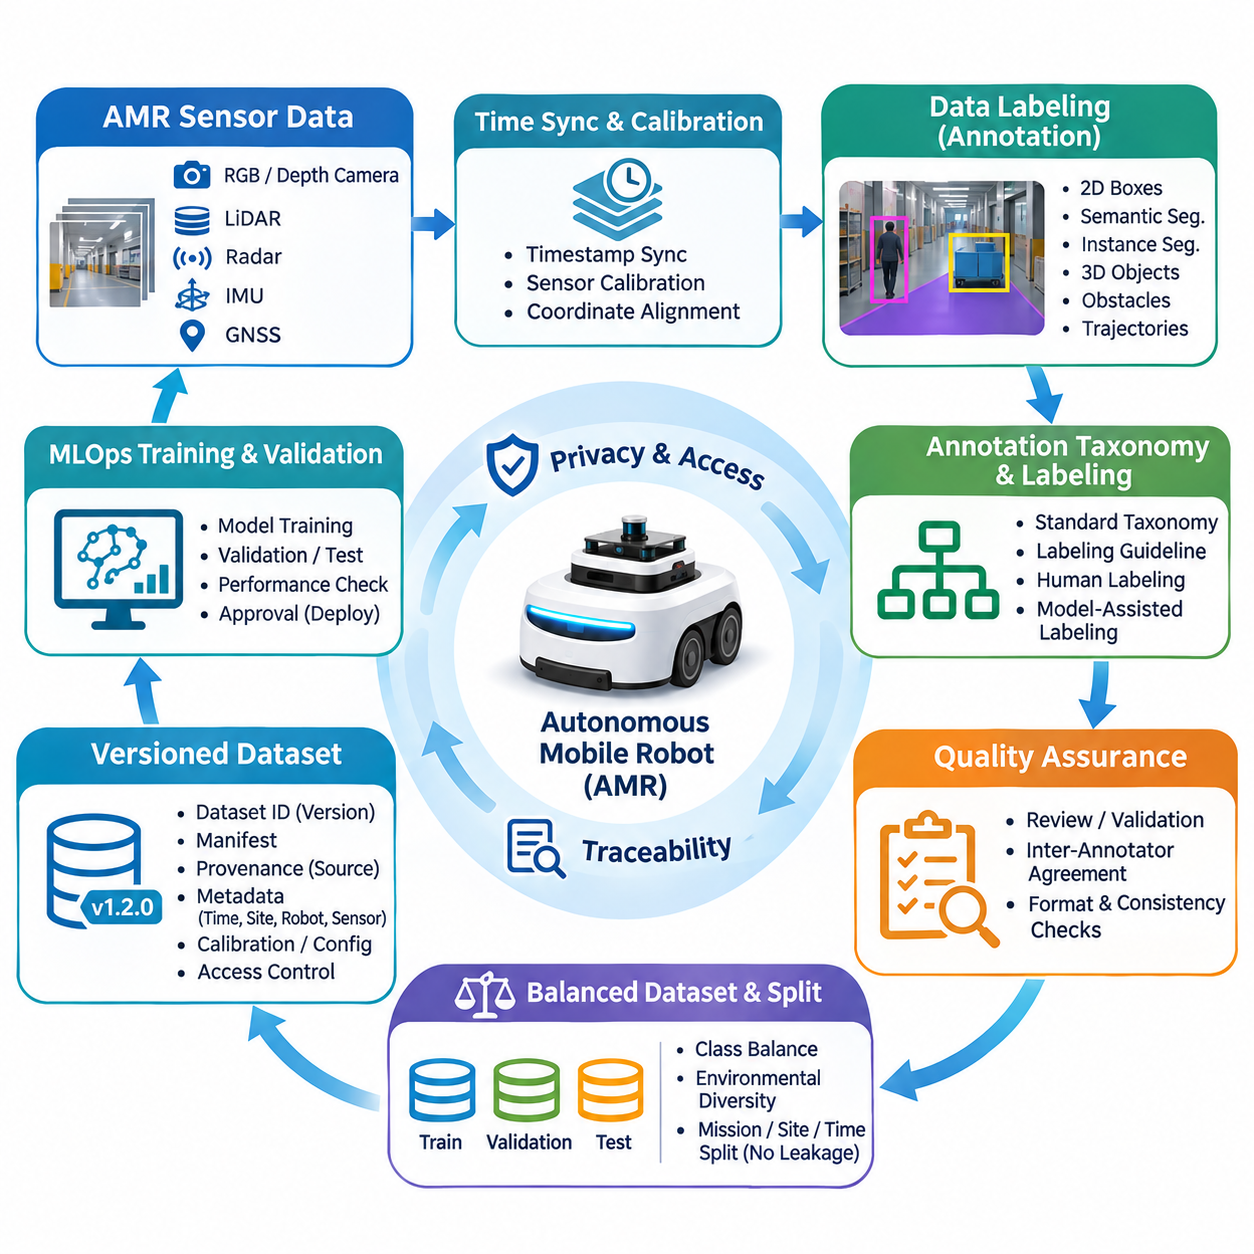 AMR Sensor Data
RGB / Depth Camera
LiDAR
Radar
IMU
GNSS
Time Sync & Calibration
• Timestamp Sync
• Sensor Calibration
• Coordinate Alignment
Data Labeling
(Annotation)
• 2D Boxes
• Semantic Seg.
• Instance Seg.
• 3D Objects
• Obstacles
• Trajectories
Annotation Taxonomy
& Labeling
• Standard Taxonomy
• Labeling Guideline
• Human Labeling
• Model-Assisted
Labeling
Quality Assurance
• Review / Validation
• Inter-Annotator
Agreement
• Format & Consistency
Checks
Balanced Dataset & Split
Train
Validation
Test
• Class Balance
• Environmental
Diversity
• Mission / Site / Time
Split (No Leakage)
Versioned Dataset
v1.2.0
• Dataset ID (Version)
• Manifest
• Provenance (Source)
• Metadata
(Time, Site, Robot, Sensor)
• Calibration / Config
• Access Control
MLOps Training & Validation
• Model Training
• Validation / Test
• Performance Check
• Approval (Deploy)
Privacy & Access
Autonomous
Mobile Robot
(AMR)
Traceability